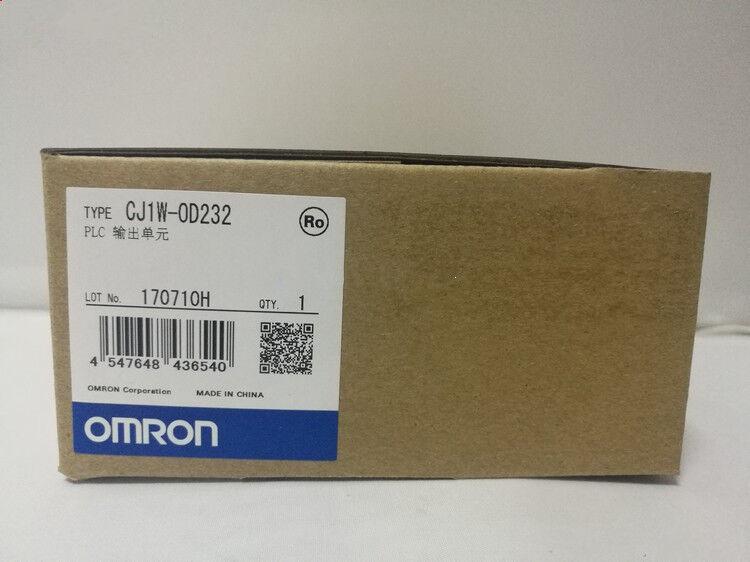 TYPE CJ1W-OD232
Ro
PLC 输出单元
LOT No. 170710H QTY. 1
4 547648 436540
OMRON Corporation MADE IN CHINA
OMRON